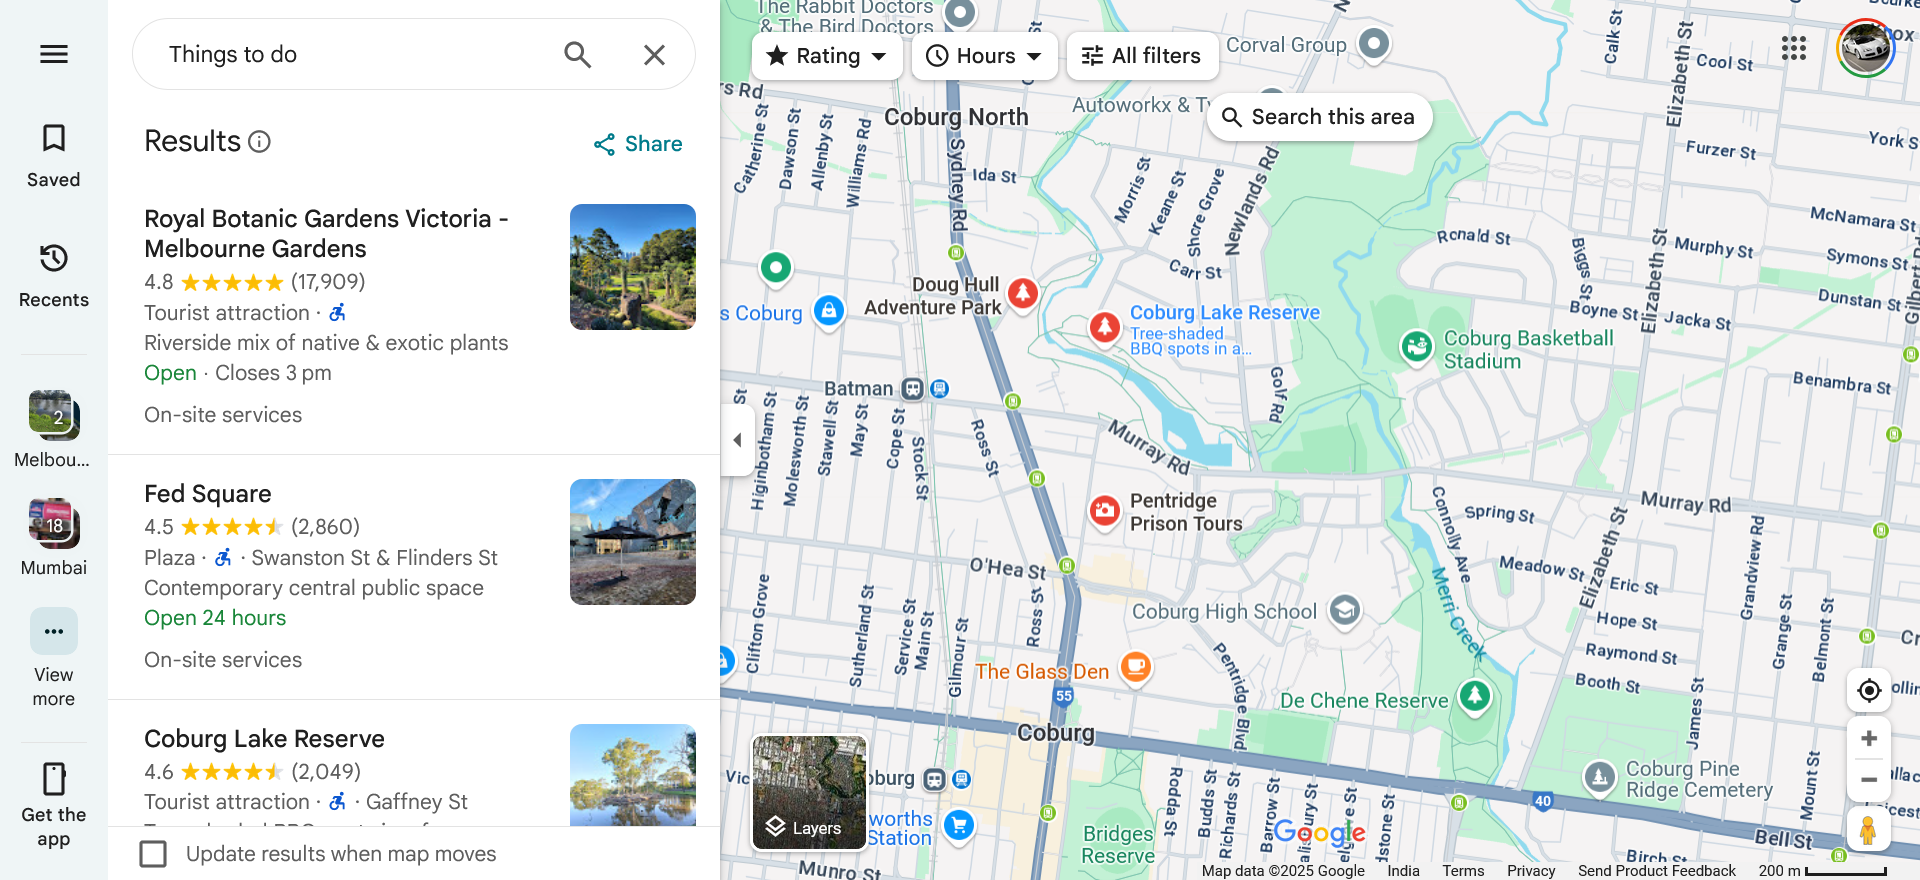 Things to do
Saved
Recents
2
Melbou...
18
Mumbai
View
more
Get the
app
Results
Share
Royal Botanic Gardens Victoria -
Melbourne Gardens
4.8 (17,909)
Tourist attraction ·
Riverside mix of native & exotic plants
Open · Closes 3 pm
On-site services
Fed Square
4.5 (2,860)
Plaza · · Swanston St & Flinders St
Contemporary central public space
Open 24 hours
On-site services
Coburg Lake Reserve
4.6 (2,049)
Tourist attraction · · Gaffney St
Update results when map moves
The Rabbit Doctors
& The Bird Doctors
Rating
Hours
All filters
Corval Group
Search this area
Autoworkx & Ty
Coburg North
Sydney Rd
Catherine St
Dawson St
Allenby St
Williams Rd
Ida St
Morris St
Keane St
Shore Grove
Newlands Rd
Carr St
Calk St
Elizabeth St
Cool St
York S
Furzer St
McNamara St
Ronald St
Biggs St
Murphy St
Symons St
Elizabeth St
Boyne St
Jacka St
Dunstan St
Gilbert Rd
Benambra St
Doug Hull
Adventure Park
s Coburg
Coburg Lake Reserve
Tree-shaded
BBQ spots in a...
Coburg Basketball
Stadium
Batman
Golf Rd
Murray Rd
Higinbotham St
Molesworth St
Stawell St
May St
Cope St
Stock St
Ross St
Pentridge
Prison Tours
Murray Rd
Connolly Ave
Spring St
Meadow St
Elizabeth St
Eric St
Hope St
Raymond St
Booth St
Grandview Rd
Grange St
Belmont St
James St
Mount St
O'Hea St
Ross St
Clifton Grove
Sutherland St
Service St
Main St
Gilmour St
Coburg High School
Merri Creek
The Glass Den
Pentridge Blvd
55
De Chene Reserve
Coburg
Coburg Pine
Ridge Cemetery
40
Bell St
Vic
oburg
worths
Station
Layers
Munro St
Bridges
Reserve
Rodda St
Budds St
Richards St
Barrow St
Birch St
Google
Map data ©2025 Google
India
Terms
Privacy
Send Product Feedback
200 m